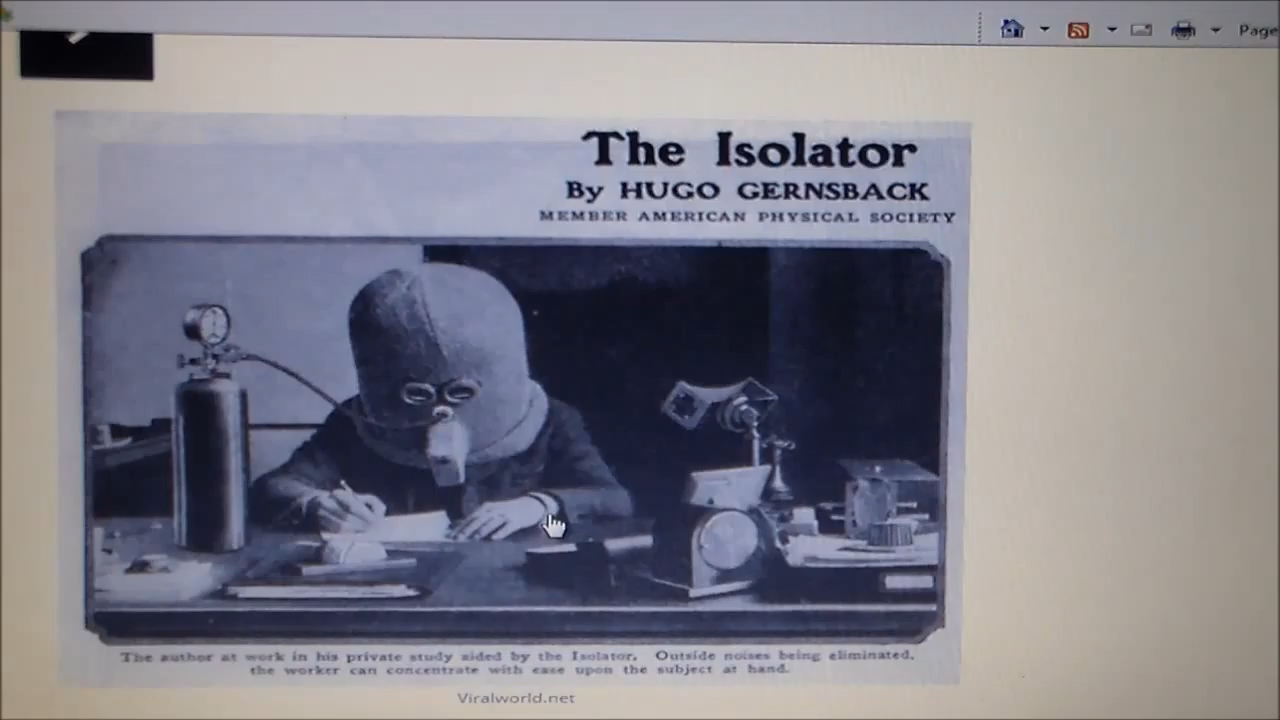 Page
The Isolator
By HUGO GERNSBACK
MEMBER AMERICAN PHYSICAL SOCIETY
The author at work in his private study aided by the Isolator. Outside noises being eliminated,
the worker can concentrate with ease upon the subject at hand.
Viralworld.net